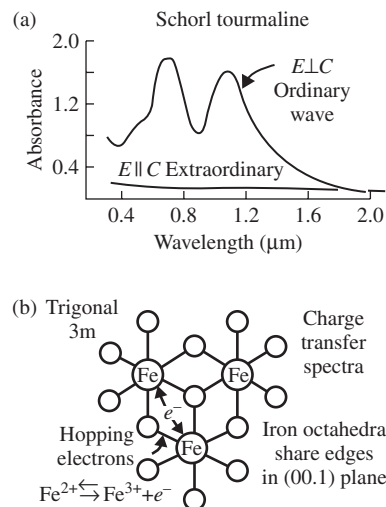 (a) Schorl tourmaline
2.0
1.2
0.4
Absorbance
E⊥C
Ordinary
wave
E||C Extraordinary
0.4 0.8 1.2 1.6 2.0
Wavelength (μm)
(b) Trigonal
3m
Charge
transfer
spectra
Fe Fe
e⁻
Hopping
electrons
Fe
Iron octahedra
share edges
in (00.1) plane
Fe²⁺ ⇆ Fe³⁺+e⁻